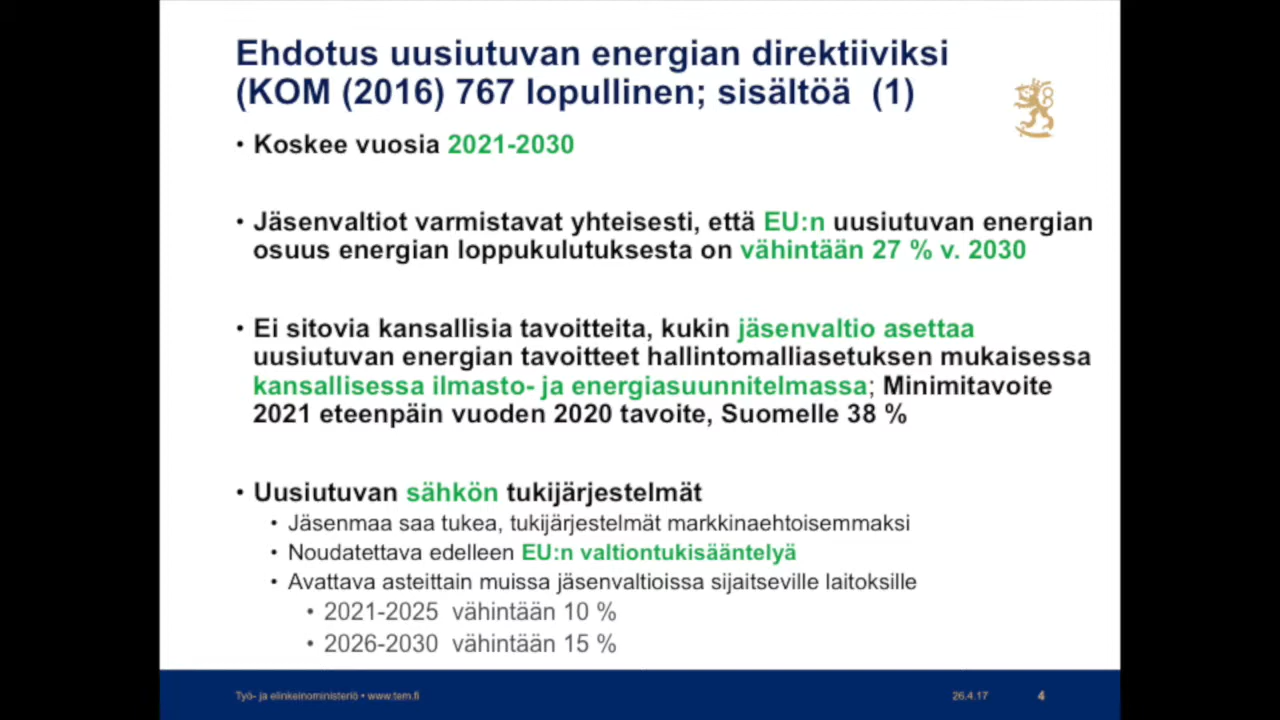 Ehdotus uusiutuvan energian direktiiviksi
(KOM (2016) 767 lopullinen; sisältöä (1)
• Koskee vuosia 2021-2030
• Jäsenvaltiot varmistavat yhteisesti, että EU:n uusiutuvan energian
osuus energian loppukulutuksesta on vähintään 27 % v. 2030
• Ei sitovia kansallisia tavoitteita, kukin jäsenvaltio asettaa
uusiutuvan energian tavoitteet hallintomalliasetuksen mukaisessa
kansallisessa ilmasto- ja energiasuunnitelmassa; Minimitavoite
2021 eteenpäin vuoden 2020 tavoite, Suomelle 38 %
• Uusiutuvan sähkön tukijärjestelmät
• Jäsenmaa saa tukea, tukijärjestelmät markkinaehtoisemmaksi
• Noudatettava edelleen EU:n valtiontukisääntelyä
• Avattava asteittain muissa jäsenvaltioissa sijaitseville laitoksille
• 2021-2025 vähintään 10 %
• 2026-2030 vähintään 15 %
Työ- ja elinkeinoministeriö • www.tem.fi 26.4.17 4